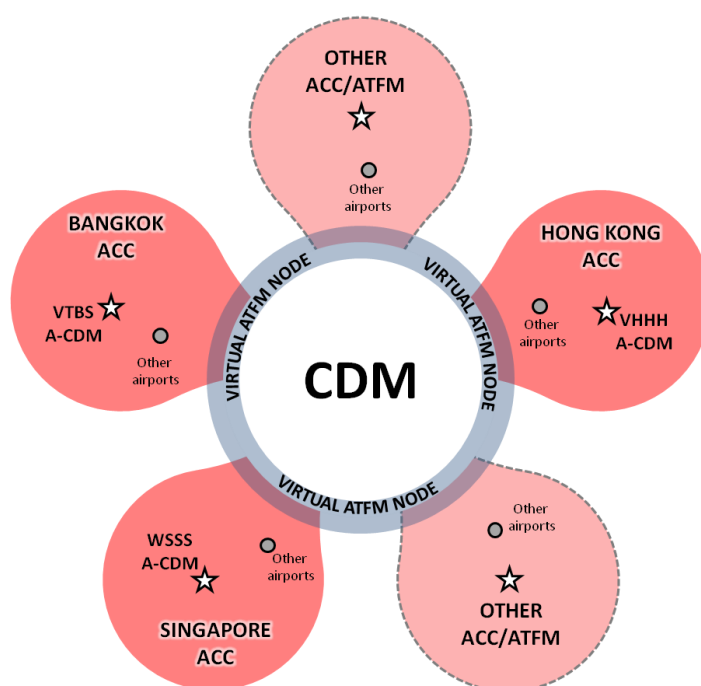 OTHER
ACC/ATFM
Other
airports
BANGKOK
ACC
VTBS
A-CDM
Other
airports
HONG KONG
ACC
Other
airports
VHHH
A-CDM
VIRTUAL ATFM NODE
VIRTUAL ATFM NODE
CDM
VIRTUAL ATFM NODE
WSSS
A-CDM
Other
airports
SINGAPORE
ACC
Other
airports
OTHER
ACC/ATFM